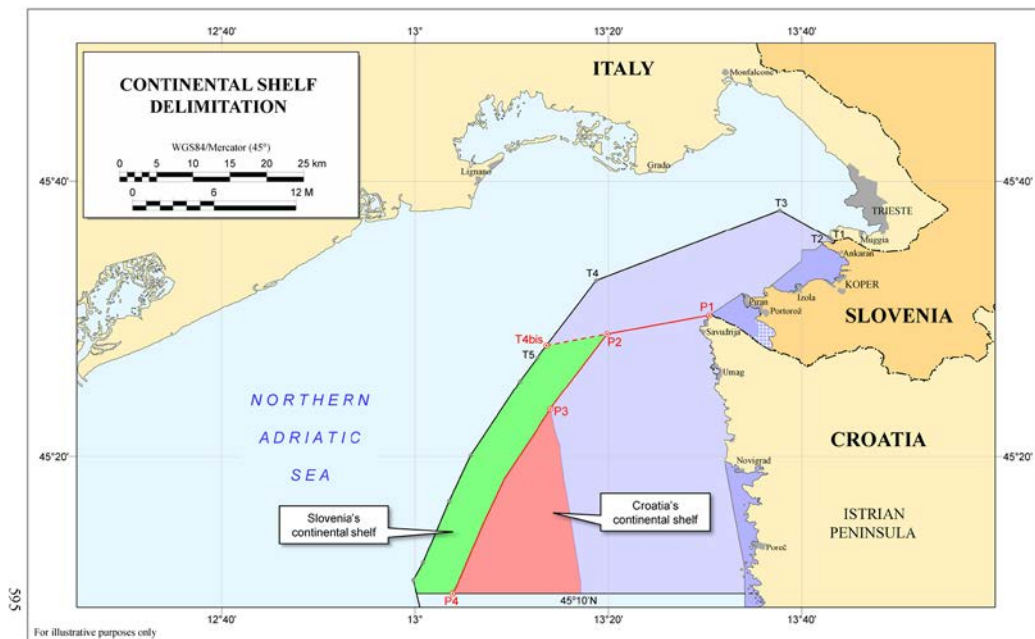 12°40' 13° 13°20' 13°40'
CONTINENTAL SHELF
DELIMITATION
WGS84/Mercator (45°)
0 5 10 15 20 25 km
0 6 12 M
ITALY
Monfalcone
Grado
Lignano
45°40'
45°40'
TRIESTE
T3
T2
T1
Muggia
Ankaran
KOPER
Izola
Piran
Portorož
SLOVENIA
T4
P1
Savudrija
T4bis
P2
T5
Umag
P3
NORTHERN
ADRIATIC
SEA
CROATIA
45°20'
45°20'
Novigrad
ISTRIAN
PENINSULA
Slovenia's
continental shelf
Croatia's
continental shelf
Poreč
P4
45°10'N
595
12°40' 13° 13°20' 13°40'
For illustrative purposes only